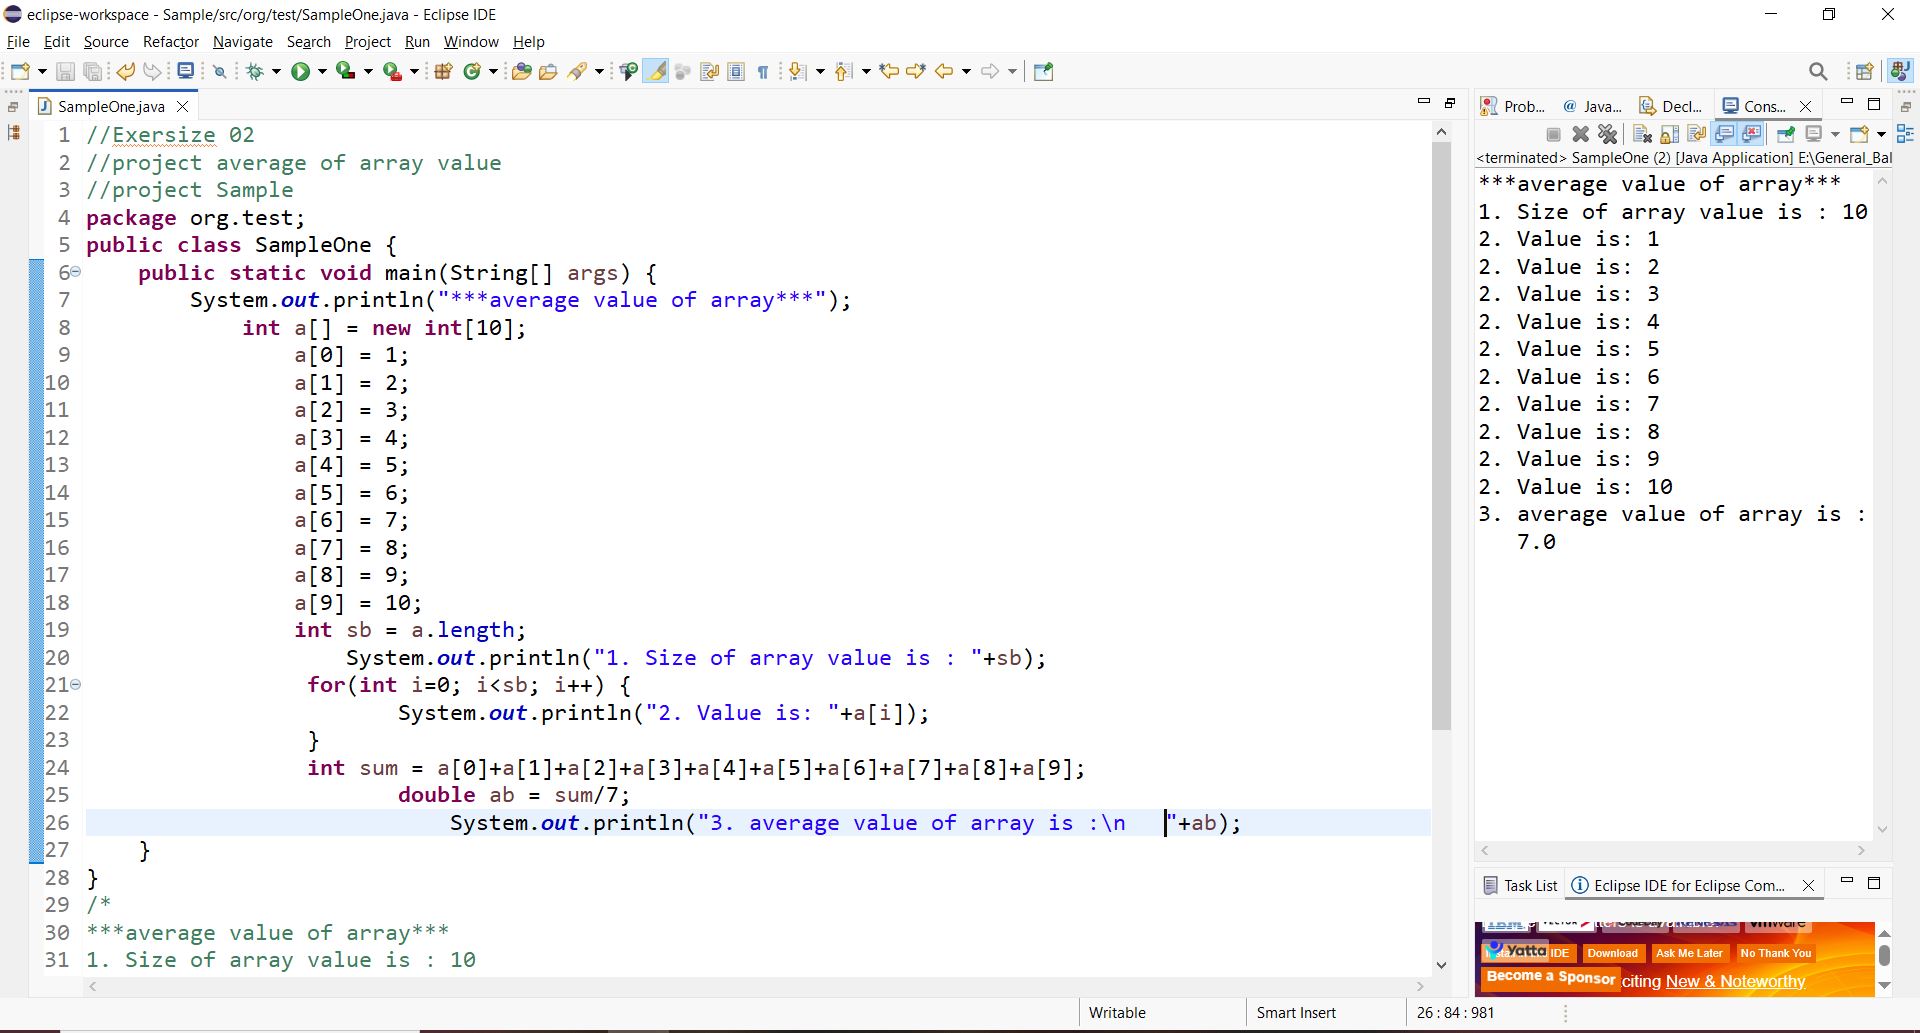 eclipse-workspace - Sample/src/org/test/SampleOne.java - Eclipse IDE
File Edit Source Refactor Navigate Search Project Run Window Help
SampleOne.java
1 //Exersize 02
2 //project average of array value
3 //project Sample
4 package org.test;
5 public class SampleOne {
6 public static void main(String[] args) {
7 System.out.println("***average value of array***");
8 int a[] = new int[10];
9 a[0] = 1;
10 a[1] = 2;
11 a[2] = 3;
12 a[3] = 4;
13 a[4] = 5;
14 a[5] = 6;
15 a[6] = 7;
16 a[7] = 8;
17 a[8] = 9;
18 a[9] = 10;
19 int sb = a.length;
20 System.out.println("1. Size of array value is : "+sb);
21 for(int i=0; i<sb; i++) {
22 System.out.println("2. Value is: "+a[i]);
23 }
24 int sum = a[0]+a[1]+a[2]+a[3]+a[4]+a[5]+a[6]+a[7]+a[8]+a[9];
25 double ab = sum/7;
26 System.out.println("3. average value of array is :\n   "+ab);
27 }
28 }
29 /*
30 ***average value of array***
31 1. Size of array value is : 10
Prob... Java... Decl... Cons...
<terminated> SampleOne (2) [Java Application] E:\General_Bal
***average value of array***
1. Size of array value is : 10
2. Value is: 1
2. Value is: 2
2. Value is: 3
2. Value is: 4
2. Value is: 5
2. Value is: 6
2. Value is: 7
2. Value is: 8
2. Value is: 9
2. Value is: 10
3. average value of array is :
7.0
Task List Eclipse IDE for Eclipse Com...
vmware
Yatta IDE Download Ask Me Later No Thank You
Become a Sponsor citing New & Noteworthy
Writable Smart Insert 26 : 84 : 981